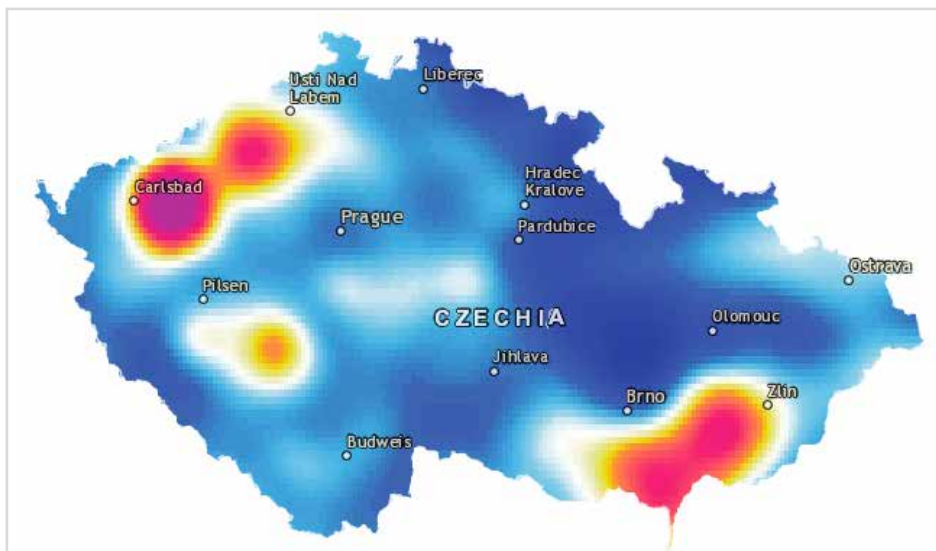 Usti Nad
Labem
Liberec
Carlsbad
Hradec
Kralove
Prague
Pardubice
Ostrava
Pilsen
CZECHIA
Olomouc
Jihlava
Zlin
Brno
Budweis